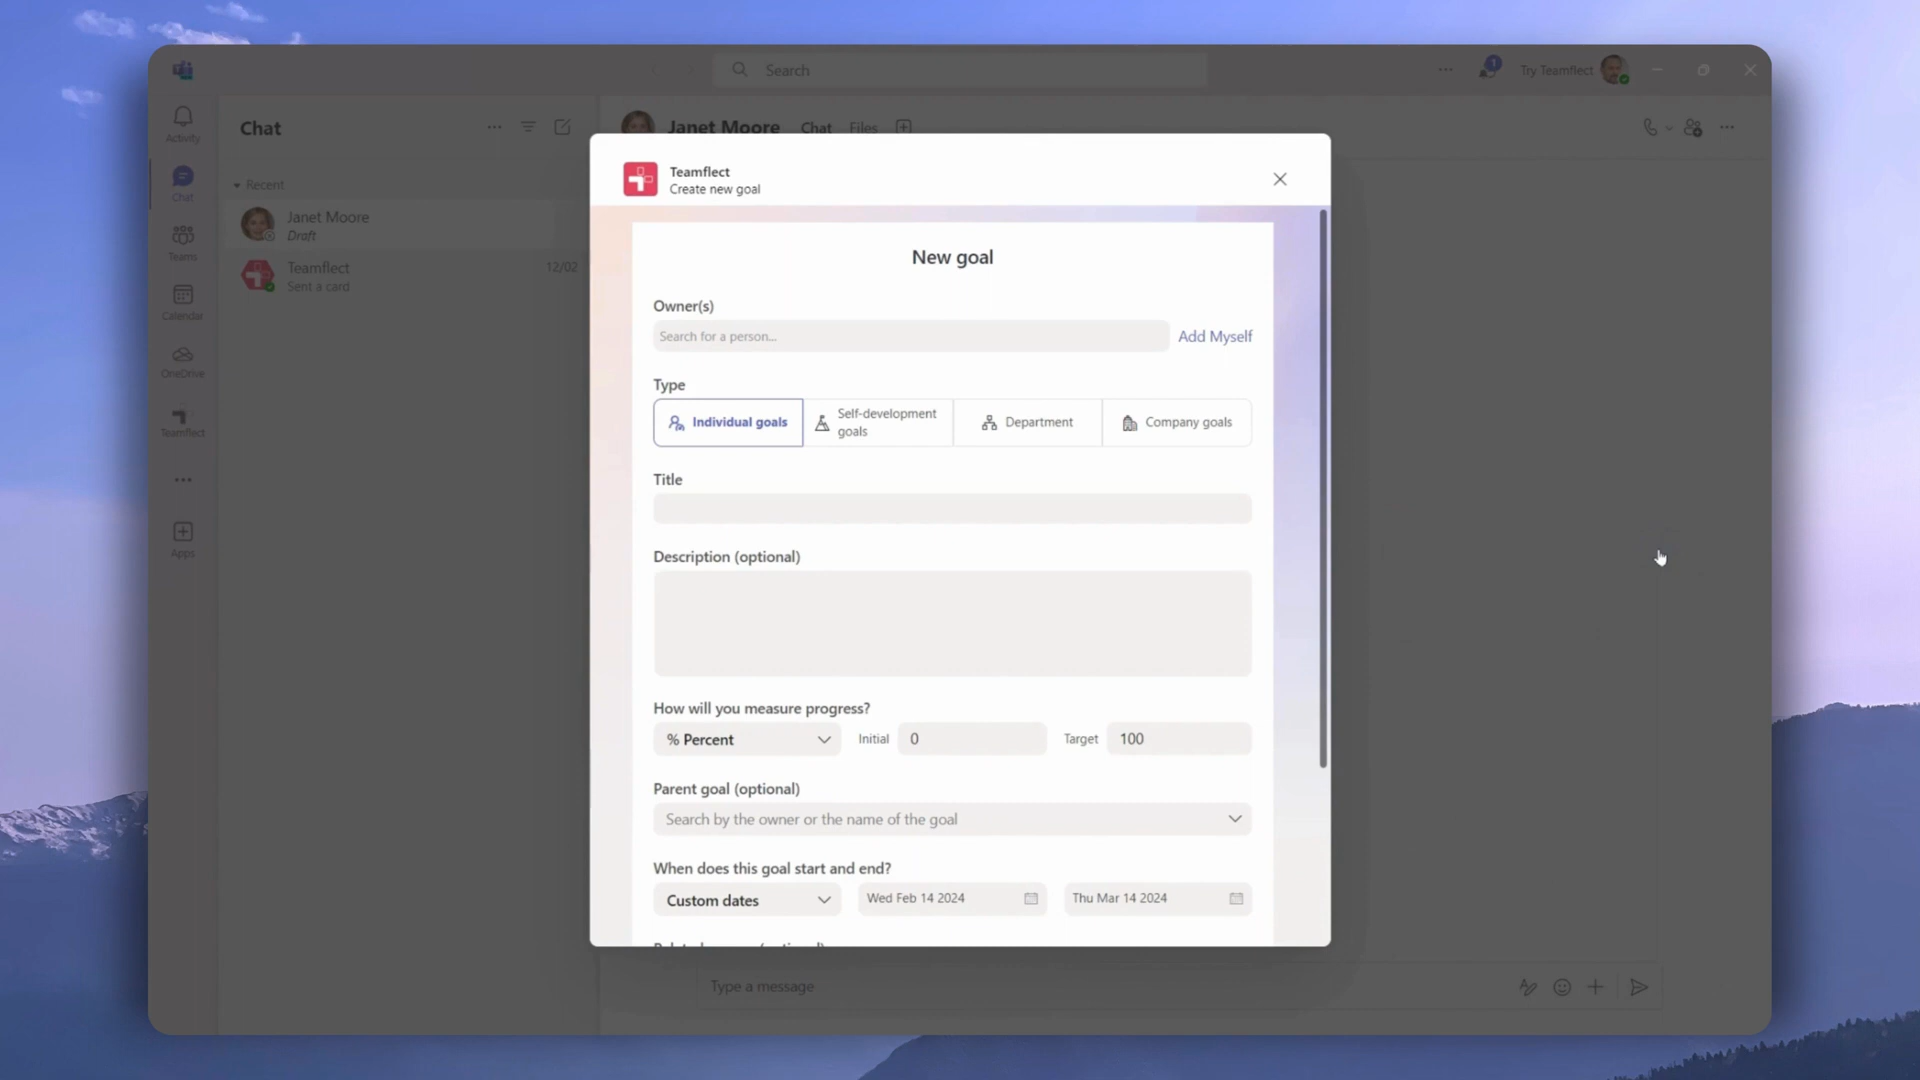 Search
1
Try Teamflect
Activity
Chat
Teams
Calendar
OneDrive
Teamflect
Apps
Chat
Recent
Janet Moore
Draft
Teamflect
12/02
Sent a card
Janet Moore
Chat
Files
Teamflect
Create new goal
New goal
Owner(s)
Search for a person...
Add Myself
Type
Individual goals
Self-development
goals
Department
Company goals
Title
Description (optional)
How will you measure progress?
% Percent
Initial
0
Target
100
Parent goal (optional)
Search by the owner or the name of the goal
When does this goal start and end?
Custom dates
Wed Feb 14 2024
Thu Mar 14 2024
Type a message